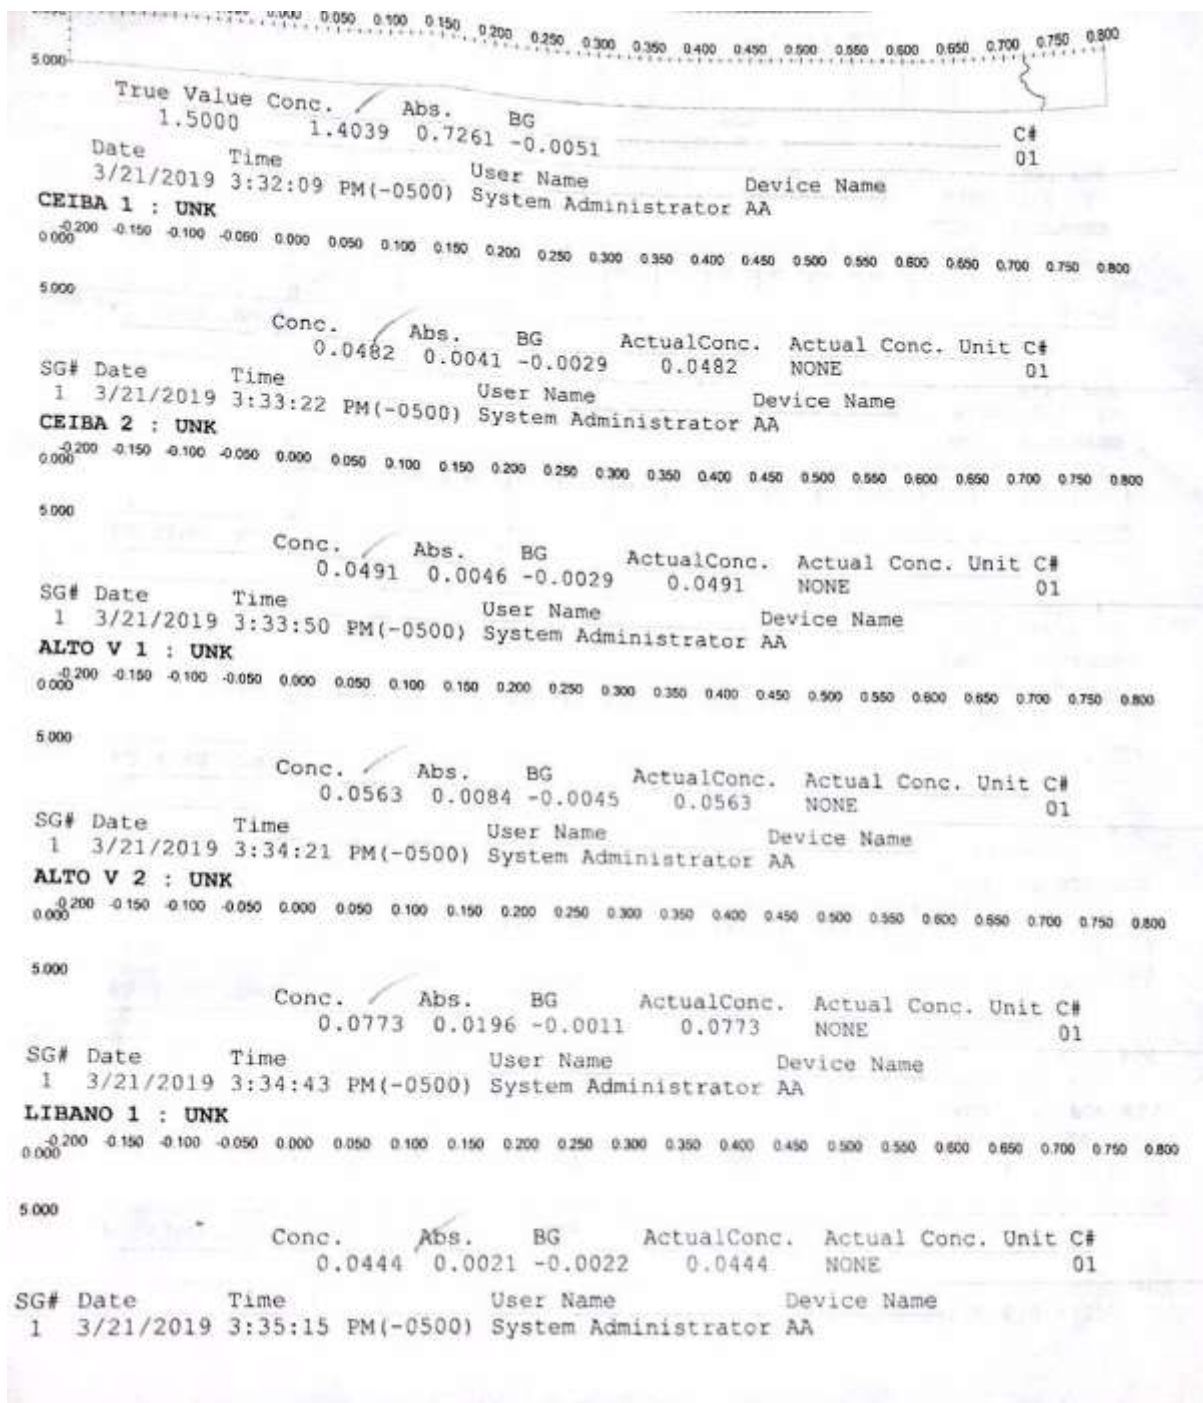 0.000 0.050 0.100 0.150 0.200 0.250 0.300 0.350 0.400 0.450 0.500 0.550 0.600 0.650 0.700 0.750 0.800
5.000
True Value Conc. Abs. BG C#
1.5000 1.4039 0.7261 -0.0051 01
Date Time User Name Device Name
3/21/2019 3:32:09 PM(-0500) System Administrator AA
CEIBA 1 : UNK
0.000 -0.200 -0.150 -0.100 -0.050 0.000 0.050 0.100 0.150 0.200 0.250 0.300 0.350 0.400 0.450 0.500 0.550 0.600 0.650 0.700 0.750 0.800
5.000
Conc. Abs. BG ActualConc. Actual Conc. Unit C#
0.0482 0.0041 -0.0029 0.0482 NONE 01
SG# Date Time User Name Device Name
1 3/21/2019 3:33:22 PM(-0500) System Administrator AA
CEIBA 2 : UNK
0.000 -0.200 -0.150 -0.100 -0.050 0.000 0.050 0.100 0.150 0.200 0.250 0.300 0.350 0.400 0.450 0.500 0.550 0.600 0.650 0.700 0.750 0.800
5.000
Conc. Abs. BG ActualConc. Actual Conc. Unit C#
0.0491 0.0046 -0.0029 0.0491 NONE 01
SG# Date Time User Name Device Name
1 3/21/2019 3:33:50 PM(-0500) System Administrator AA
ALTO V 1 : UNK
0.000 -0.200 -0.150 -0.100 -0.050 0.000 0.050 0.100 0.150 0.200 0.250 0.300 0.350 0.400 0.450 0.500 0.550 0.600 0.650 0.700 0.750 0.800
5.000
Conc. Abs. BG ActualConc. Actual Conc. Unit C#
0.0563 0.0084 -0.0045 0.0563 NONE 01
SG# Date Time User Name Device Name
1 3/21/2019 3:34:21 PM(-0500) System Administrator AA
ALTO V 2 : UNK
0.000 -0.200 -0.150 -0.100 -0.050 0.000 0.050 0.100 0.150 0.200 0.250 0.300 0.350 0.400 0.450 0.500 0.550 0.600 0.650 0.700 0.750 0.800
5.000
Conc. Abs. BG ActualConc. Actual Conc. Unit C#
0.0773 0.0196 -0.0011 0.0773 NONE 01
SG# Date Time User Name Device Name
1 3/21/2019 3:34:43 PM(-0500) System Administrator AA
LIBANO 1 : UNK
0.000 -0.200 -0.150 -0.100 -0.050 0.000 0.050 0.100 0.150 0.200 0.250 0.300 0.350 0.400 0.450 0.500 0.550 0.600 0.650 0.700 0.750 0.800
5.000
Conc. Abs. BG ActualConc. Actual Conc. Unit C#
0.0444 0.0021 -0.0022 0.0444 NONE 01
SG# Date Time User Name Device Name
1 3/21/2019 3:35:15 PM(-0500) System Administrator AA